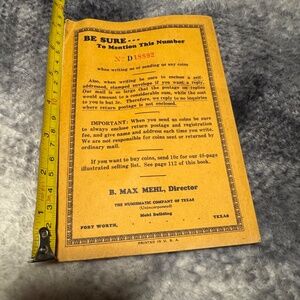 BE SURE---
To Mention This Number
No D18892
when writing us or sending us any coins
Also, when writing be sure to enclose a self-
addressed, stamped envelope if you want a reply.
Our mail is so large that the postage on replies
would amount to a considerable sum, while the cost
to you is but 3c. Therefore, we reply to no inquiries
where return postage is not enclosed.
IMPORTANT: When you send us coins be sure
to always enclose return postage and registration
fee, and give name and address each time you write.
We are not responsible for coins sent or returned by
ordinary mail.
If you want to buy coins, send 10c for our 48-page
illustrated selling list. See page 112 of this book.
B. MAX MEHL, Director
THE NUMISMATIC COMPANY OF TEXAS
(Unincorporated)
Mehl Building
FORT WORTH, TEXAS
PRINTED IN U. S. A.